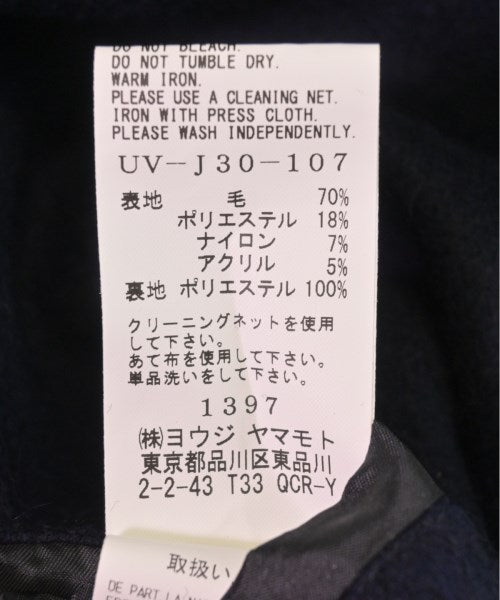 DO NOT BLEACH.
DO NOT TUMBLE DRY.
WARM IRON.
PLEASE USE A CLEANING NET.
IRON WITH PRESS CLOTH.
PLEASE WASH INDEPENDENTLY.
UV-J30-107
表地 毛 70%
ポリエステル 18%
ナイロン 7%
アクリル 5%
裏地 ポリエステル 100%
クリーニングネットを使用
して下さい。
あて布を使用して下さい。
単品洗いをして下さい。
1397
㈱ヨウジ ヤマモト
東京都品川区東品川
2-2-43 T33 QCR-Y
取扱い
DE PART